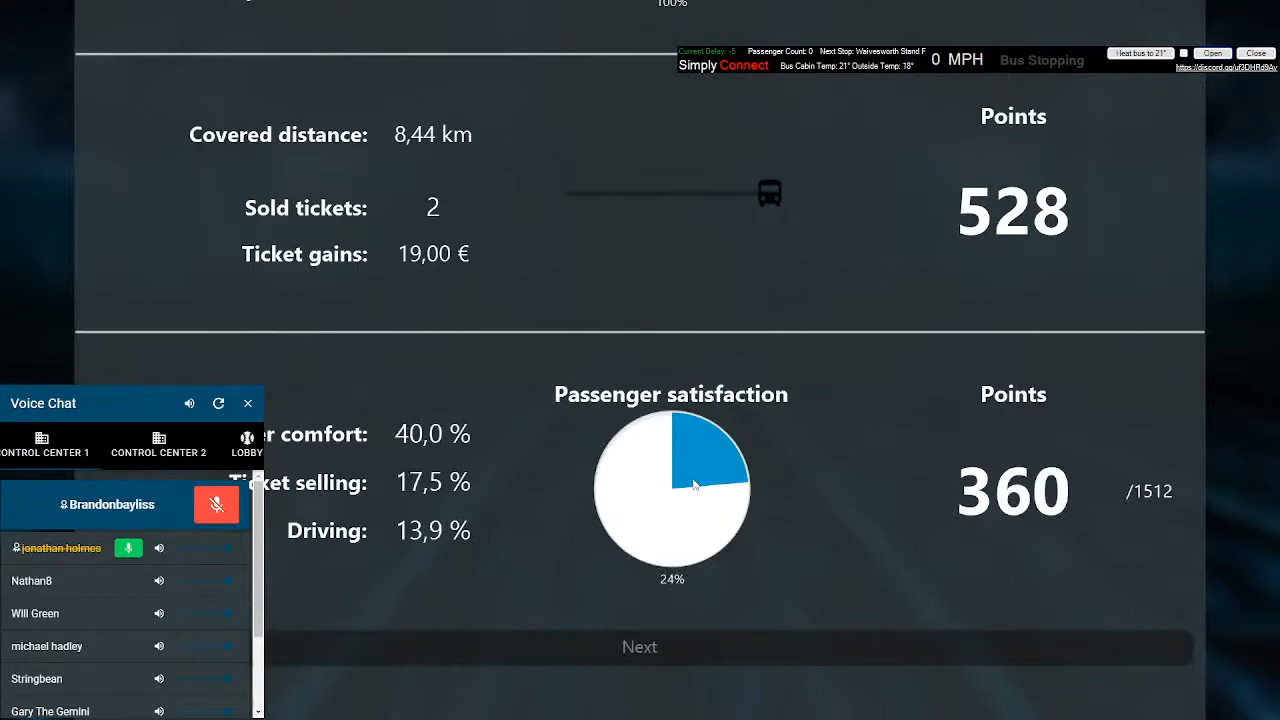 100%
Current Delay: -5 Passenger Count: 0 Next Stop: Waivesworth Stand F
Simply Connect Bus Cabin Temp: 21° Outside Temp: 18°
0 MPH
Bus Stopping
Heat bus to 21°
Open
Close
https://discord.gg/uf3DHRd9Av
Covered distance: 8,44 km
Points
Sold tickets: 2
528
Ticket gains: 19,00 €
Passenger satisfaction
Points
er comfort: 40,0 %
Ticket selling: 17,5 %
360 /1512
Driving: 13,9 %
24%
Next
Voice Chat
CONTROL CENTER 1
CONTROL CENTER 2
LOBBY
Brandonbayliss
jonathan holmes
Nathan8
Will Green
michael hadley
Stringbean
Gary The Gemini